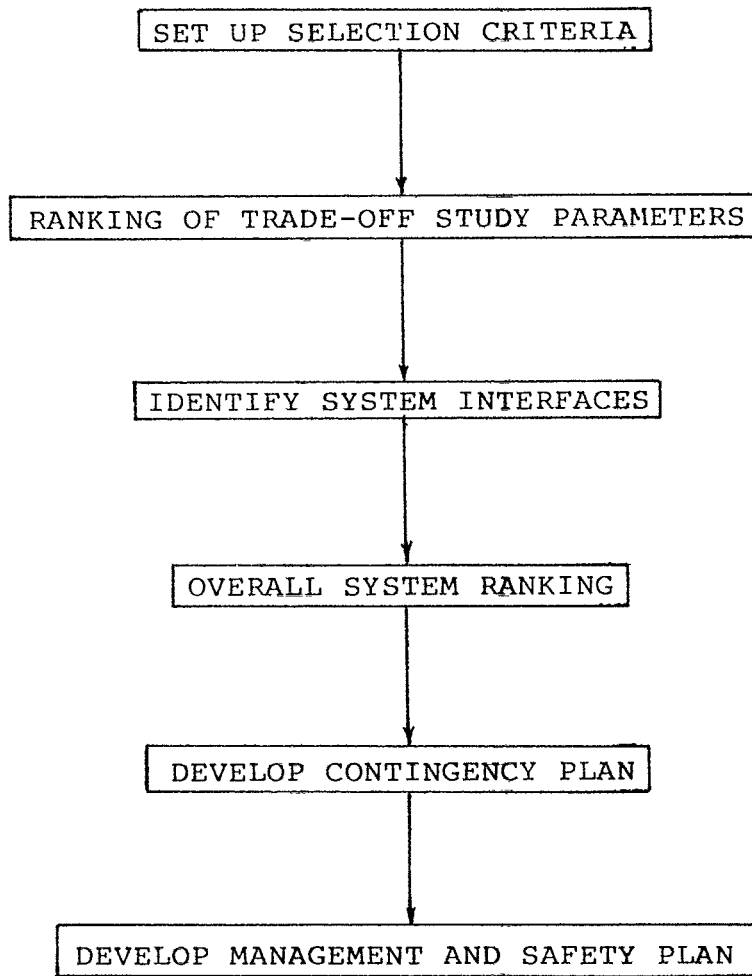 SET UP SELECTION CRITERIA
RANKING OF TRADE-OFF STUDY PARAMETERS
IDENTIFY SYSTEM INTERFACES
OVERALL SYSTEM RANKING
DEVELOP CONTINGENCY PLAN
DEVELOP MANAGEMENT AND SAFETY PLAN